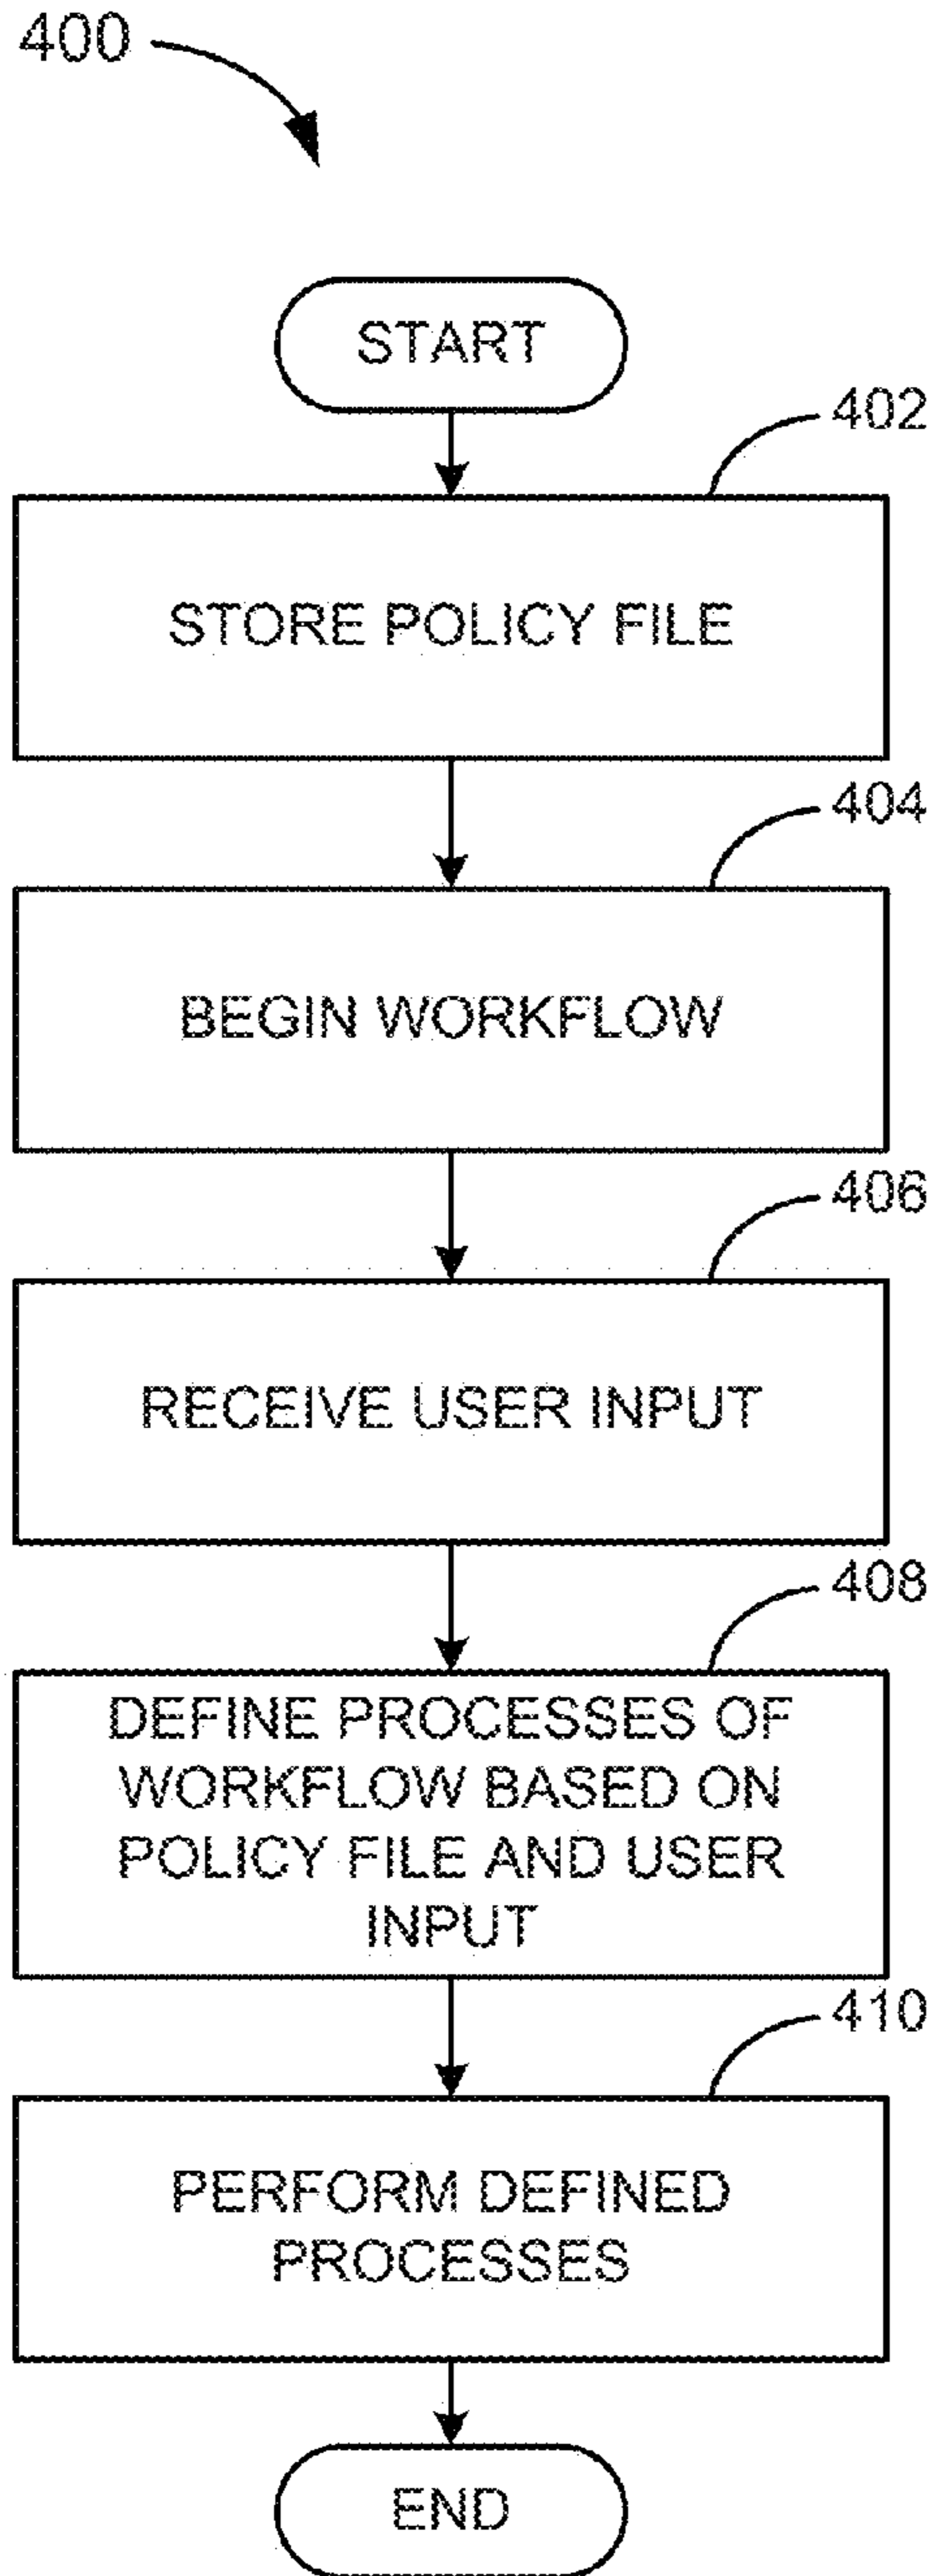 400
START
402
STORE POLICY FILE
404
BEGIN WORKFLOW
406
RECEIVE USER INPUT
408
DEFINE PROCESSES OF
WORKFLOW BASED ON
POLICY FILE AND USER
INPUT
410
PERFORM DEFINED
PROCESSES
END